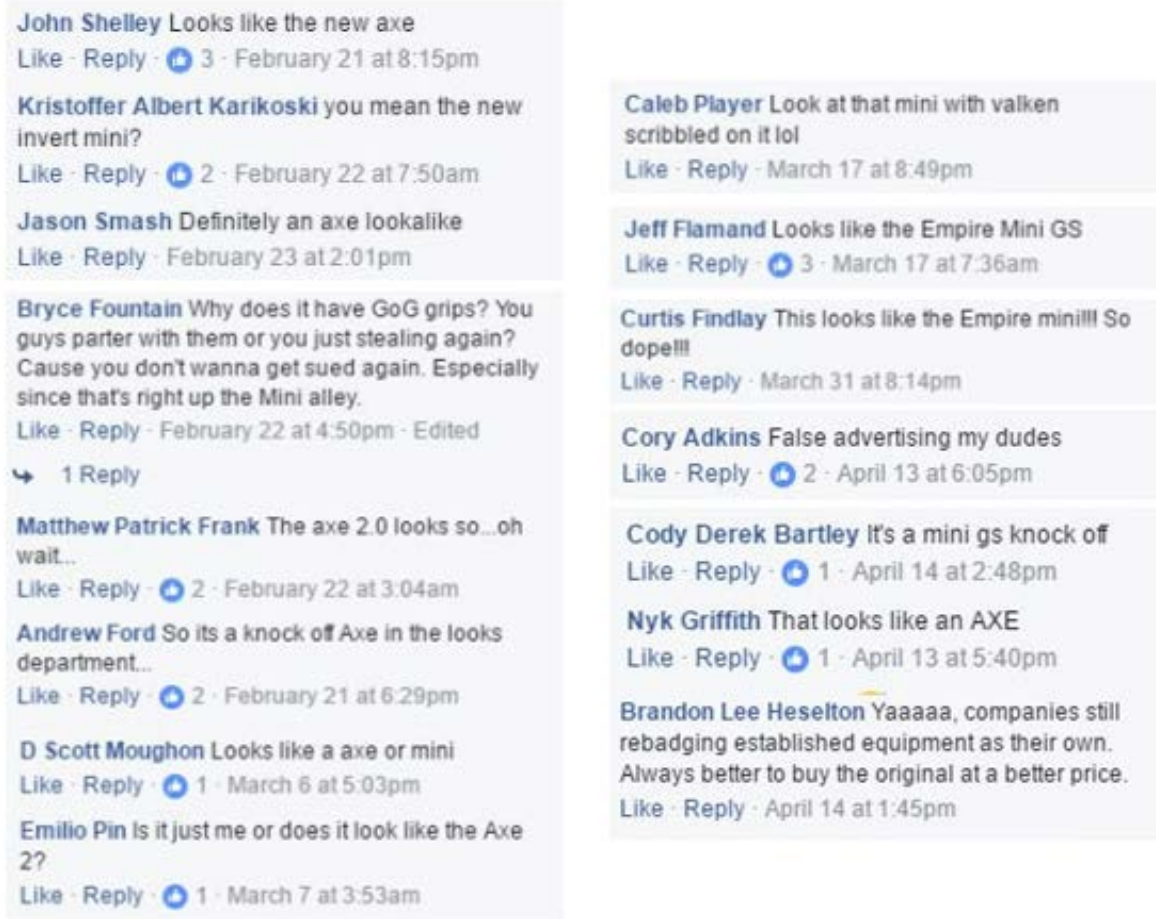 John Shelley Looks like the new axe
Like · Reply · 3 · February 21 at 8:15pm
Kristoffer Albert Karikoski you mean the new
invert mini?
Like · Reply · 2 · February 22 at 7:50am
Jason Smash Definitely an axe lookalike
Like · Reply · February 23 at 2:01pm
Bryce Fountain Why does it have GoG grips? You
guys parter with them or you just stealing again?
Cause you don't wanna get sued again. Especially
since that's right up the Mini alley.
Like · Reply · February 22 at 4:50pm · Edited
1 Reply
Matthew Patrick Frank The axe 2.0 looks so...oh
wait...
Like · Reply · 2 · February 22 at 3:04am
Andrew Ford So its a knock off Axe in the looks
department...
Like · Reply · 2 · February 21 at 6:29pm
D Scott Moughon Looks like a axe or mini
Like · Reply · 1 · March 6 at 5:03pm
Emilio Pin Is it just me or does it look like the Axe
2?
Like · Reply · 1 · March 7 at 3:53am
Caleb Player Look at that mini with valken
scribbled on it lol
Like · Reply · March 17 at 8:49pm
Jeff Flamand Looks like the Empire Mini GS
Like · Reply · 3 · March 17 at 7:36am
Curtis Findlay This looks like the Empire mini!!! So
dope!!!
Like · Reply · March 31 at 8:14pm
Cory Adkins False advertising my dudes
Like · Reply · 2 · April 13 at 6:05pm
Cody Derek Bartley It's a mini gs knock off
Like · Reply · 1 · April 14 at 2:48pm
Nyk Griffith That looks like an AXE
Like · Reply · 1 · April 13 at 5:40pm
Brandon Lee Heselton Yaaaaa, companies still
rebadging established equipment as their own.
Always better to buy the original at a better price.
Like · Reply · April 14 at 1:45pm